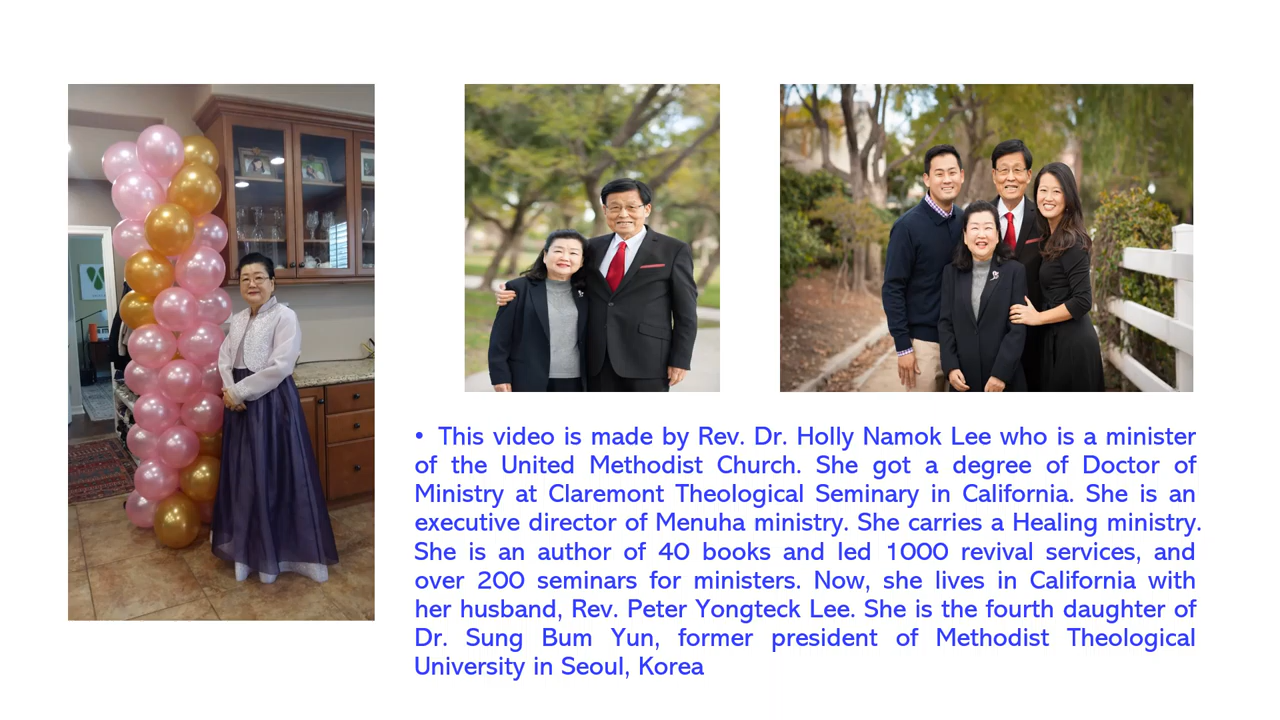 • This video is made by Rev. Dr. Holly Namok Lee who is a minister
of the United Methodist Church. She got a degree of Doctor of
Ministry at Claremont Theological Seminary in California. She is an
executive director of Menuha ministry. She carries a Healing ministry.
She is an author of 40 books and led 1000 revival services, and
over 200 seminars for ministers. Now, she lives in California with
her husband, Rev. Peter Yongteck Lee. She is the fourth daughter of
Dr. Sung Bum Yun, former president of Methodist Theological
University in Seoul, Korea